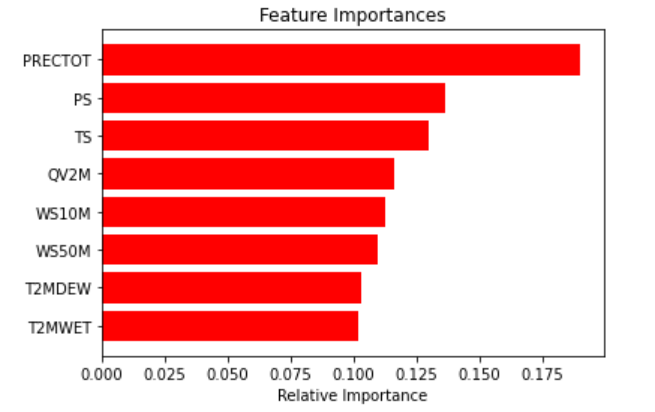 Feature Importances
PRECTOT
PS
TS
QV2M
WS10M
WS50M
T2MDEW
T2MWET
0.000 0.025 0.050 0.075 0.100 0.125 0.150 0.175
Relative Importance